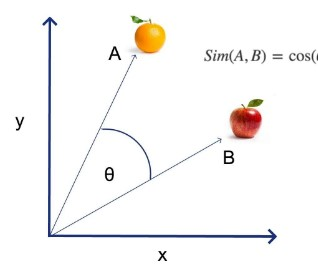 A
Sim(A, B) = cos(
y
B
θ
x